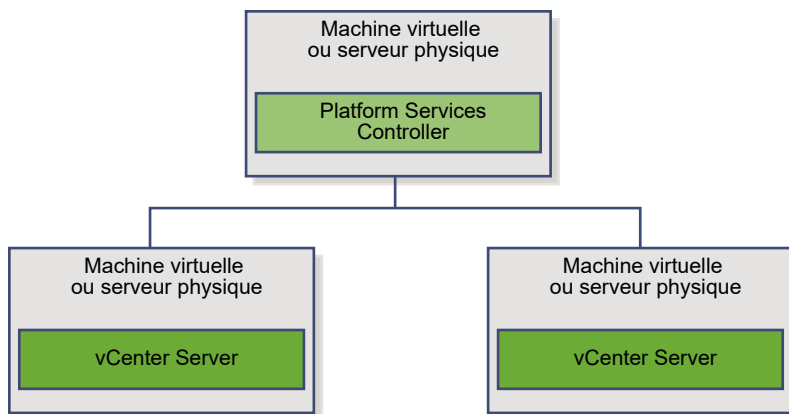 Machine virtuelle
ou serveur physique
Platform Services
Controller
Machine virtuelle
ou serveur physique
vCenter Server
Machine virtuelle
ou serveur physique
vCenter Server